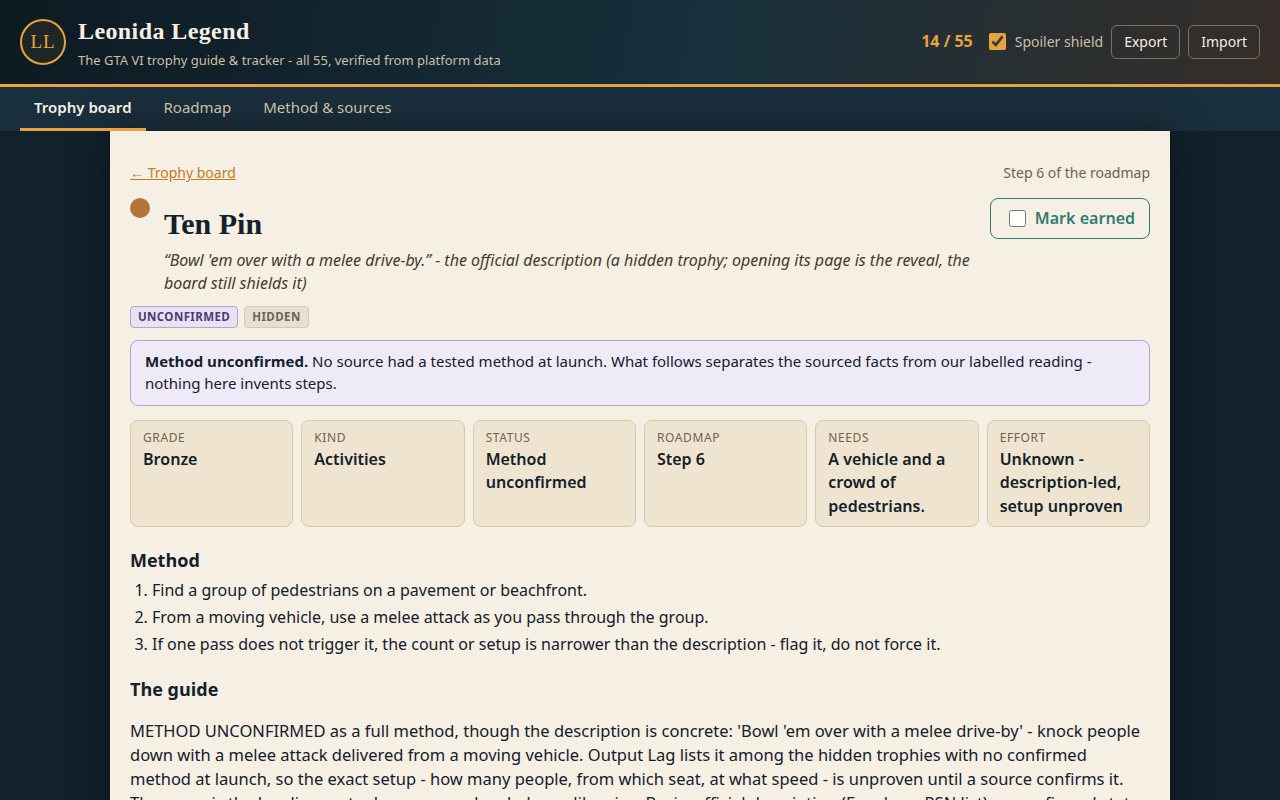 LL
Leonida Legend
The GTA VI trophy guide & tracker - all 55, verified from platform data
14 / 55
Spoiler shield
Export
Import
Trophy board
Roadmap
Method & sources
← Trophy board
Step 6 of the roadmap
Ten Pin
Mark earned
“Bowl 'em over with a melee drive-by.” - the official description (a hidden trophy; opening its page is the reveal, the
board still shields it)
UNCONFIRMED
HIDDEN
Method unconfirmed. No source had a tested method at launch. What follows separates the sourced facts from our labelled reading -
nothing here invents steps.
GRADE
Bronze
KIND
Activities
STATUS
Method
unconfirmed
ROADMAP
Step 6
NEEDS
A vehicle and a
crowd of
pedestrians.
EFFORT
Unknown -
description-led,
setup unproven
Method
1. Find a group of pedestrians on a pavement or beachfront.
2. From a moving vehicle, use a melee attack as you pass through the group.
3. If one pass does not trigger it, the count or setup is narrower than the description - flag it, do not force it.
The guide
METHOD UNCONFIRMED as a full method, though the description is concrete: 'Bowl 'em over with a melee drive-by' - knock people
down with a melee attack delivered from a moving vehicle. Output Lag lists it among the hidden trophies with no confirmed
method at launch, so the exact setup - how many people, from which seat, at what speed - is unproven until a source confirms it.